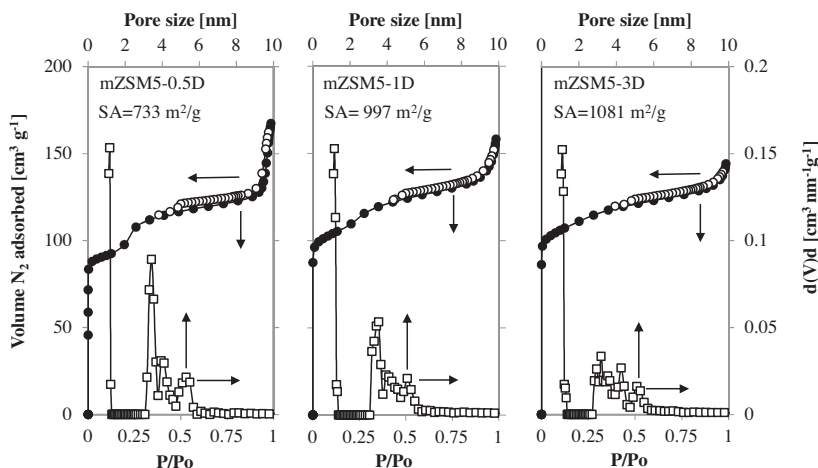 Pore size [nm] Pore size [nm] Pore size [nm]
0 2 4 6 8 10 0 2 4 6 8 10 0 2 4 6 8 10
200 0.2
mZSM5-0.5D mZSM5-1D mZSM5-3D
SA=733 m²/g SA= 997 m²/g SA=1081 m²/g
150 0.15
100 0.1
50 0.05
0 0
0 0.25 0.5 0.75 1 0 0.25 0.5 0.75 1 0 0.25 0.5 0.75 1
P/Po P/Po P/Po
Volume N₂ adsorbed [cm³ g⁻¹]
d(V)d [cm³ nm⁻¹g⁻¹]